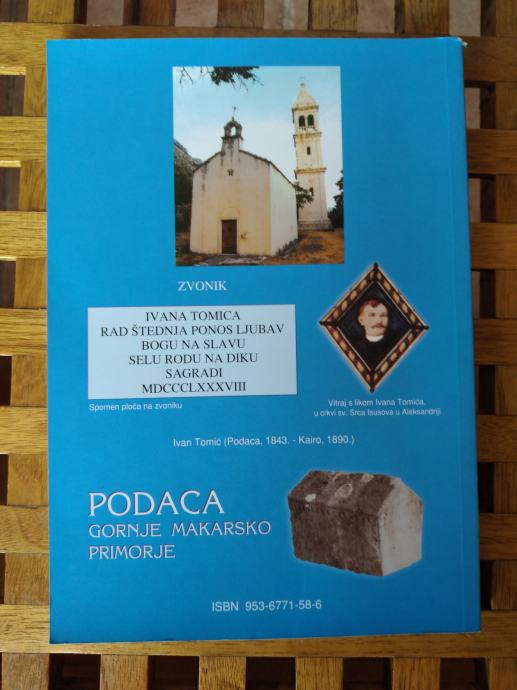 ZVONIK
IVANA TOMICA
RAD ŠTEDNJA PONOS LJUBAV
BOGU NA SLAVU
SELU RODU NA DIKU
SAGRADI
MDCCCLXXXVIII
Spomen ploča na zvoniku
Vitraj s likom Ivana Tomića,
u crkvi sv. Srca Isusova u Aleksandriji
Ivan Tomić (Podaca, 1843. - Kairo, 1890.)
PODACA
GORNJE MAKARSKO
PRIMORJE
ISBN 953-6771-58-6